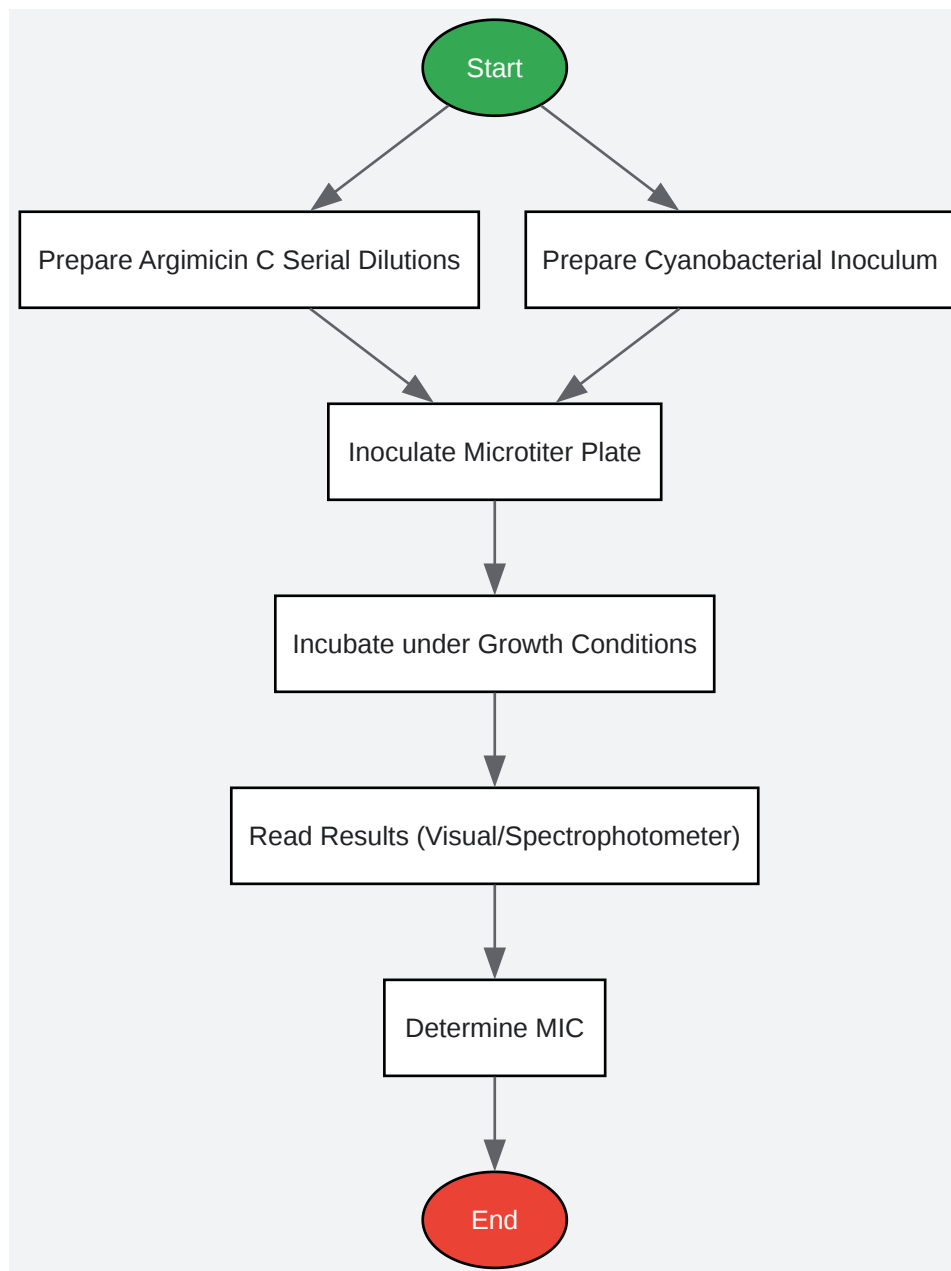 Start
Prepare Argimicin C Serial Dilutions
Prepare Cyanobacterial Inoculum
Inoculate Microtiter Plate
Incubate under Growth Conditions
Read Results (Visual/Spectrophotometer)
Determine MIC
End